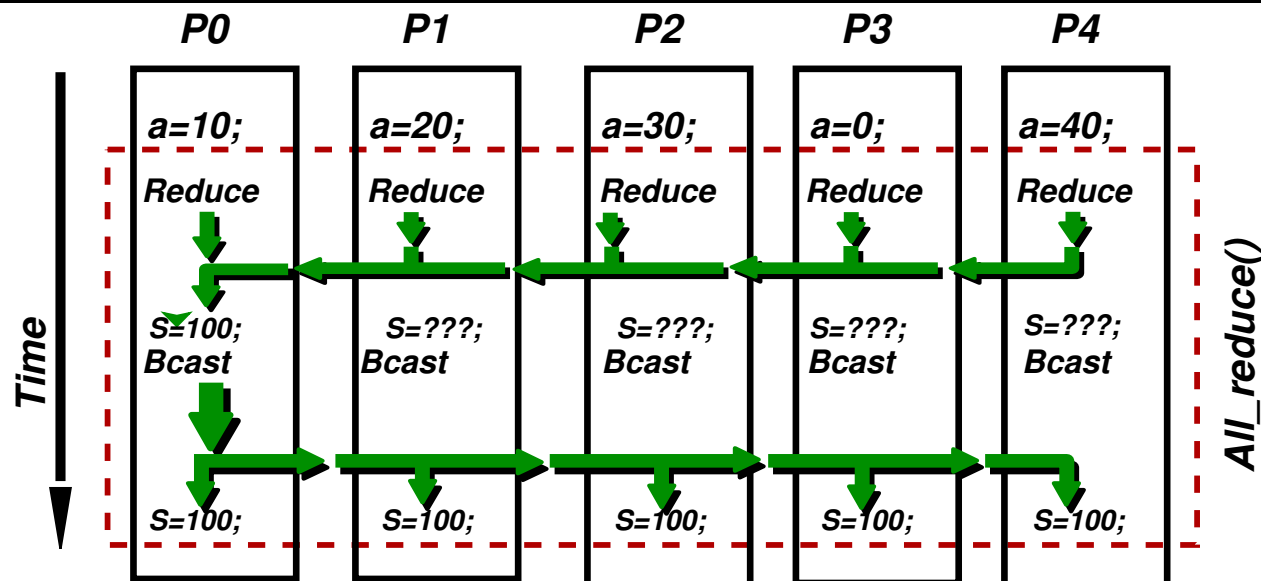 P0 P1 P2 P3 P4
a=10; a=20; a=30; a=0; a=40;
Reduce Reduce Reduce Reduce Reduce
S=100; S=???; S=???; S=???; S=???;
Bcast Bcast Bcast Bcast Bcast
S=100; S=100; S=100; S=100; S=100;
Time
All_reduce()